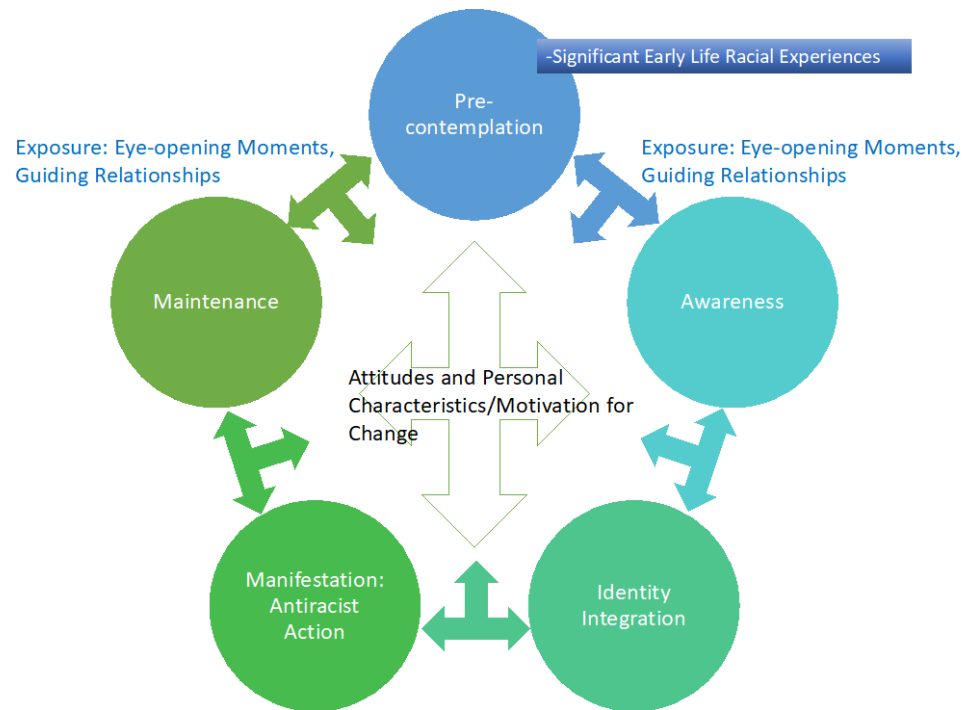 -Significant Early Life Racial Experiences
Pre-
contemplation
Exposure: Eye-opening Moments,
Guiding Relationships
Exposure: Eye-opening Moments,
Guiding Relationships
Maintenance
Awareness
Attitudes and Personal
Characteristics/Motivation for
Change
Manifestation:
Antiracist
Action
Identity
Integration